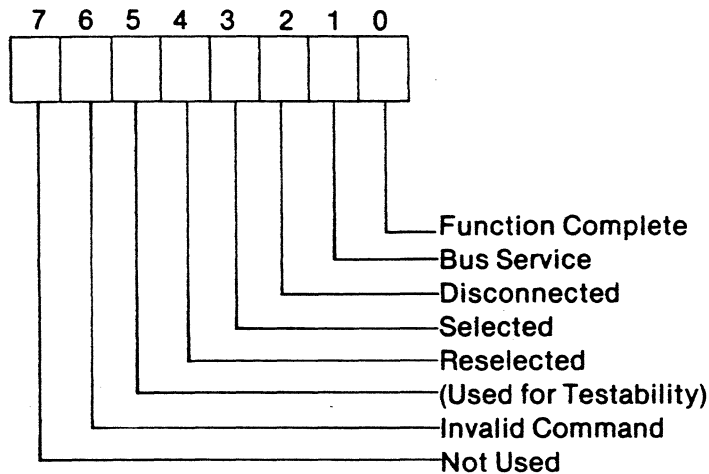 7 6 5 4 3 2 1 0
Function Complete
Bus Service
Disconnected
Selected
Reselected
(Used for Testability)
Invalid Command
Not Used